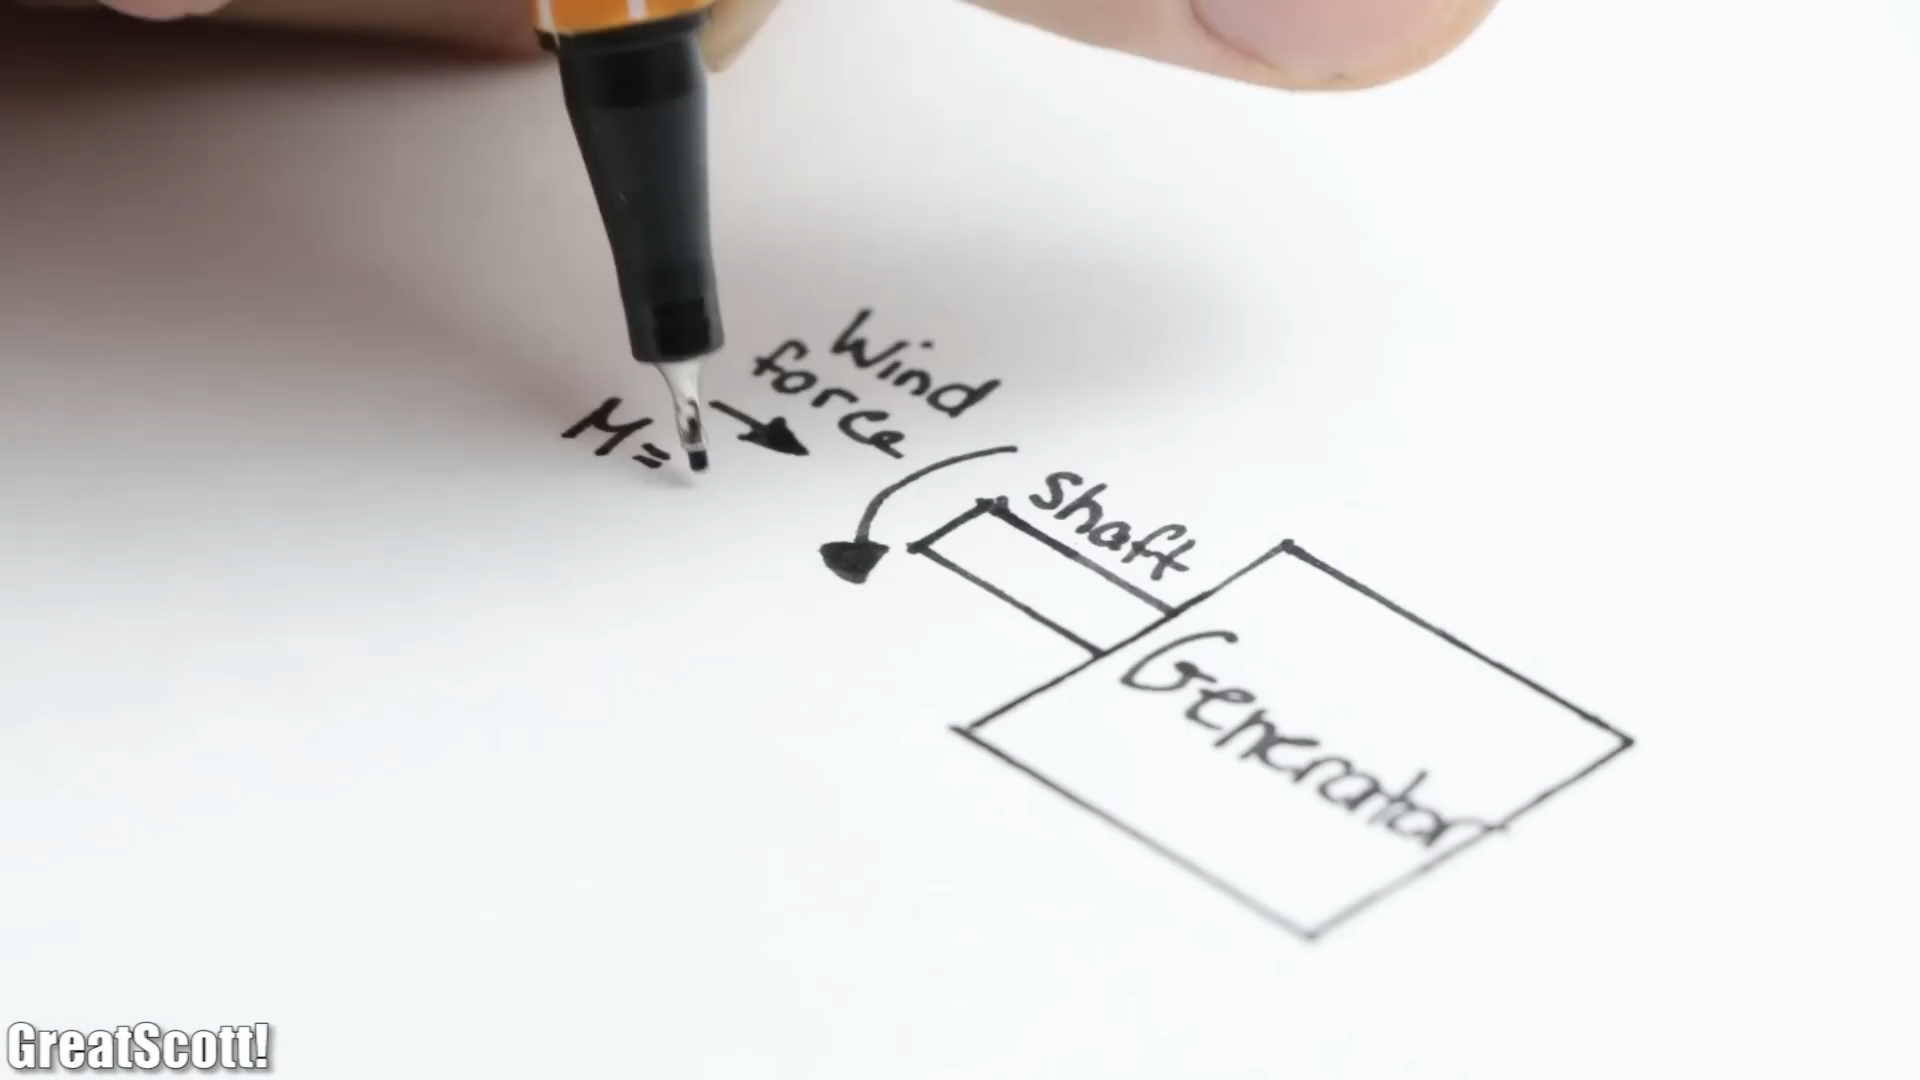 Wind
force
M=
shaft
Generator
GreatScott!